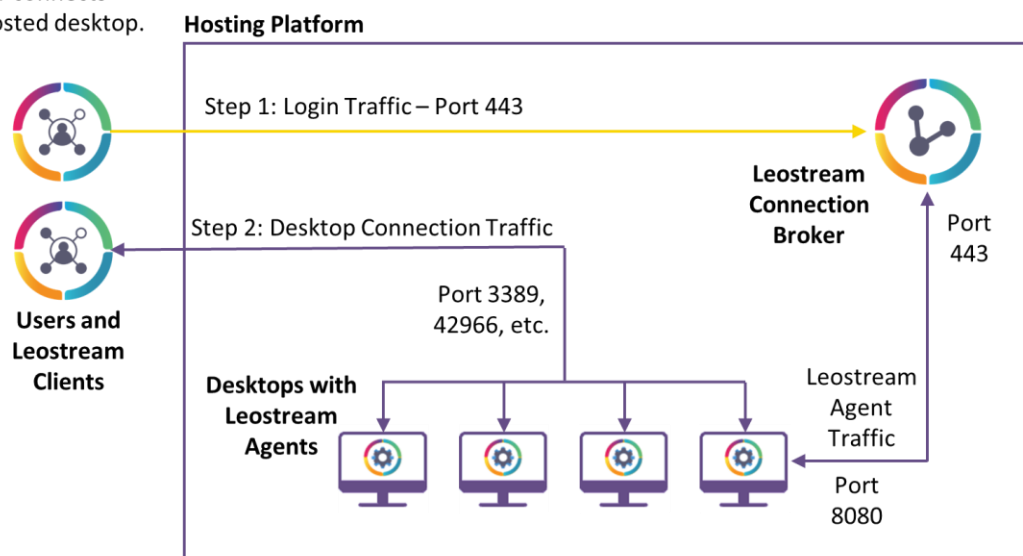 osted desktop.
Hosting Platform
Step 1: Login Traffic – Port 443
Leostream
Connection
Broker
Port
443
Step 2: Desktop Connection Traffic
Port 3389,
42966, etc.
Users and
Leostream
Clients
Desktops with
Leostream
Agents
Leostream
Agent
Traffic
Port
8080